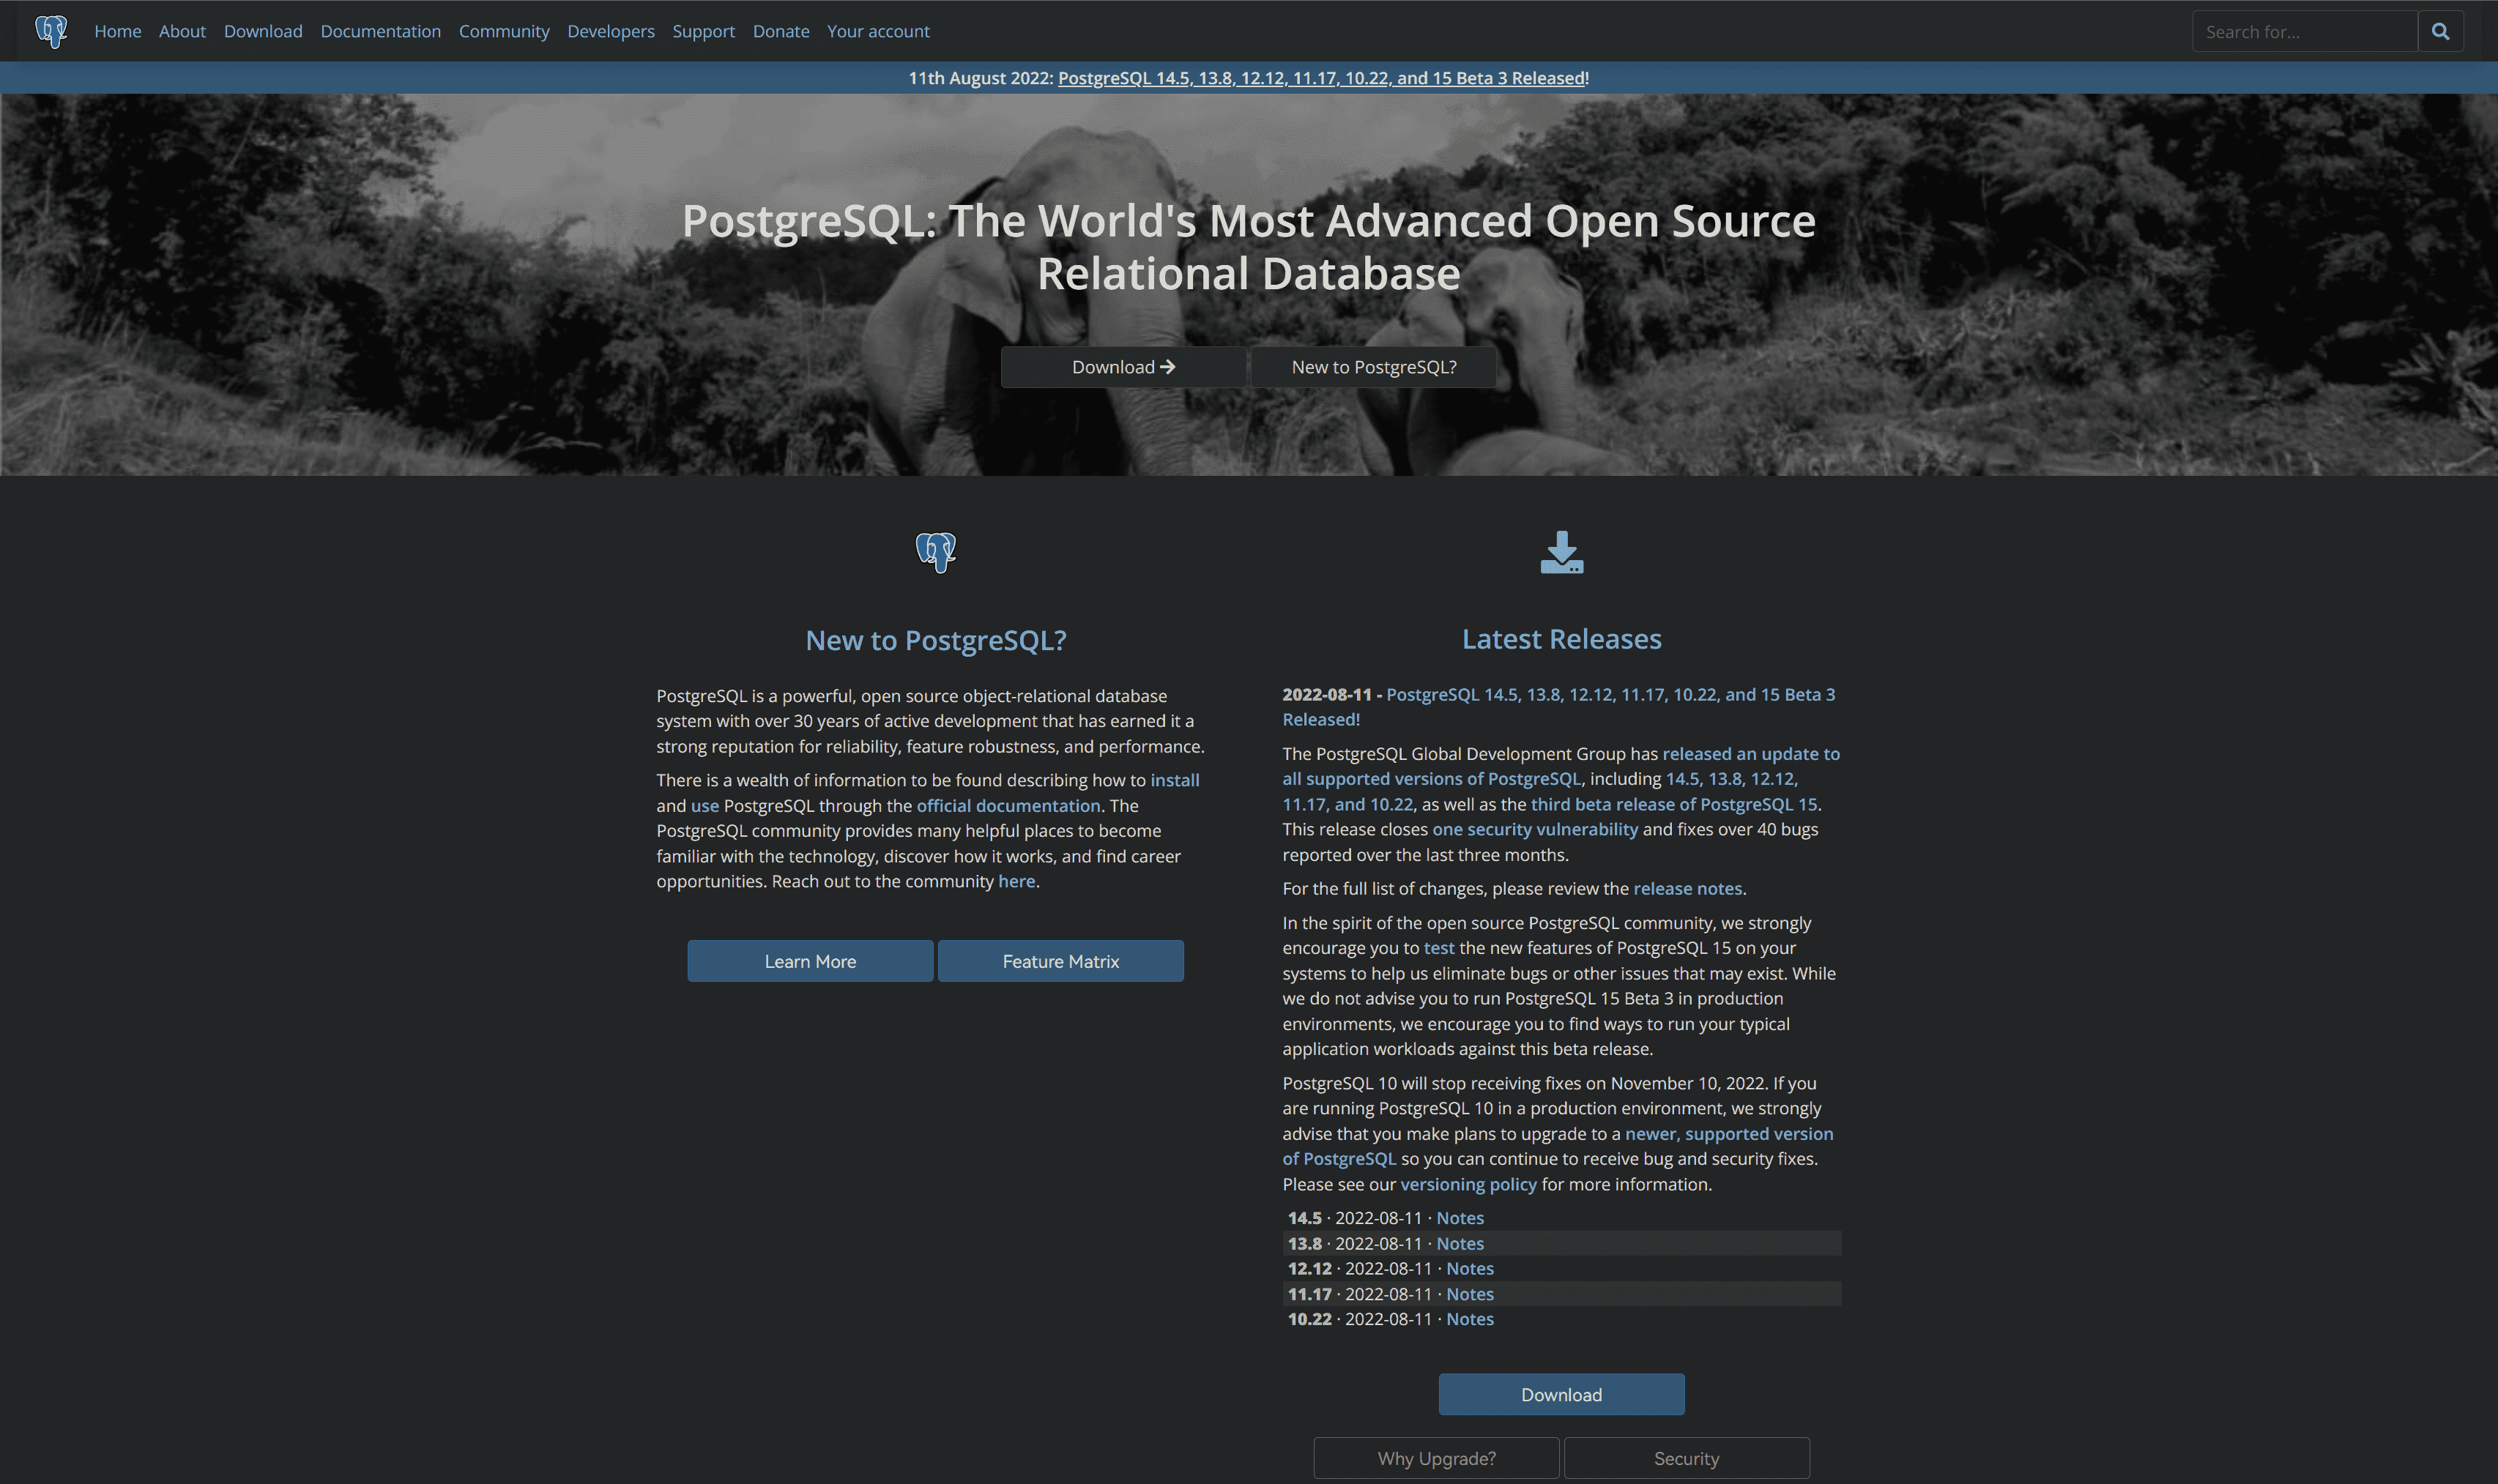 Home About Download Documentation Community Developers Support Donate Your account
Search for...
11th August 2022: PostgreSQL 14.5, 13.8, 12.12, 11.17, 10.22, and 15 Beta 3 Released!
PostgreSQL: The World's Most Advanced Open Source
Relational Database
Download
New to PostgreSQL?
New to PostgreSQL?
PostgreSQL is a powerful, open source object-relational database
system with over 30 years of active development that has earned it a
strong reputation for reliability, feature robustness, and performance.
There is a wealth of information to be found describing how to install
and use PostgreSQL through the official documentation. The
PostgreSQL community provides many helpful places to become
familiar with the technology, discover how it works, and find career
opportunities. Reach out to the community here.
Learn More
Feature Matrix
Latest Releases
2022-08-11 - PostgreSQL 14.5, 13.8, 12.12, 11.17, 10.22, and 15 Beta 3
Released!
The PostgreSQL Global Development Group has released an update to
all supported versions of PostgreSQL, including 14.5, 13.8, 12.12,
11.17, and 10.22, as well as the third beta release of PostgreSQL 15.
This release closes one security vulnerability and fixes over 40 bugs
reported over the last three months.
For the full list of changes, please review the release notes.
In the spirit of the open source PostgreSQL community, we strongly
encourage you to test the new features of PostgreSQL 15 on your
systems to help us eliminate bugs or other issues that may exist. While
we do not advise you to run PostgreSQL 15 Beta 3 in production
environments, we encourage you to find ways to run your typical
application workloads against this beta release.
PostgreSQL 10 will stop receiving fixes on November 10, 2022. If you
are running PostgreSQL 10 in a production environment, we strongly
advise that you make plans to upgrade to a newer, supported version
of PostgreSQL so you can continue to receive bug and security fixes.
Please see our versioning policy for more information.
14.5 · 2022-08-11 · Notes
13.8 · 2022-08-11 · Notes
12.12 · 2022-08-11 · Notes
11.17 · 2022-08-11 · Notes
10.22 · 2022-08-11 · Notes
Download
Why Upgrade?
Security